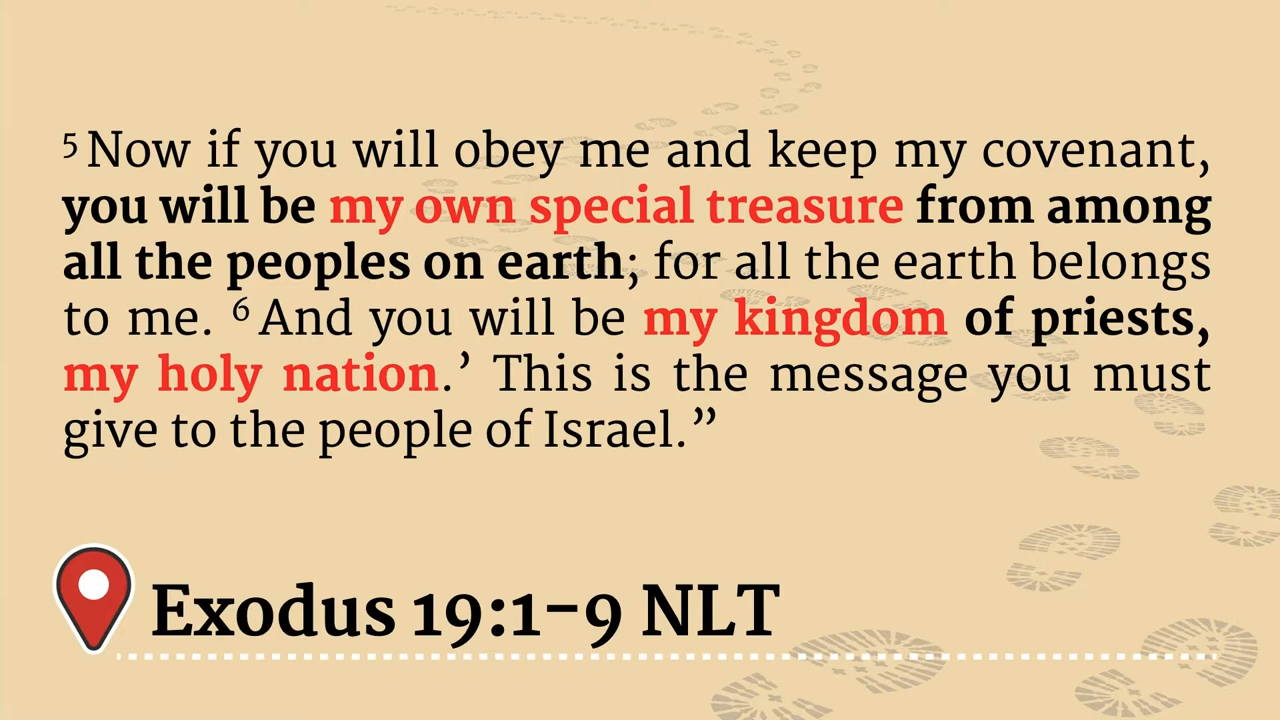 ⁵ Now if you will obey me and keep my covenant,
you will be my own special treasure from among
all the peoples on earth; for all the earth belongs
to me. ⁶ And you will be my kingdom of priests,
my holy nation.’ This is the message you must
give to the people of Israel.”
Exodus 19:1–9 NLT